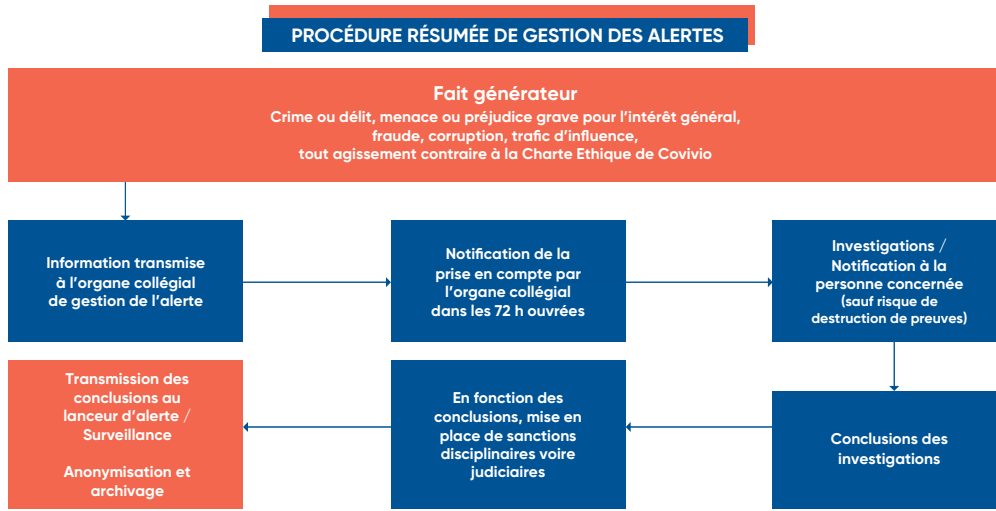 PROCÉDURE RÉSUMÉE DE GESTION DES ALERTES
Fait générateur
Crime ou délit, menace ou préjudice grave pour l’intérêt général,
fraude, corruption, trafic d’influence,
tout agissement contraire à la Charte Ethique de Covivio
Information transmise
à l’organe collégial
de gestion de l’alerte
Notification de la
prise en compte par
l’organe collégial
dans les 72 h ouvrées
Investigations /
Notification à la
personne concernée
(sauf risque de
destruction de preuves)
Conclusions des
investigations
En fonction des
conclusions, mise en
place de sanctions
disciplinaires voire
judiciaires
Transmission des
conclusions au
lanceur d’alerte /
Surveillance
Anonymisation et
archivage